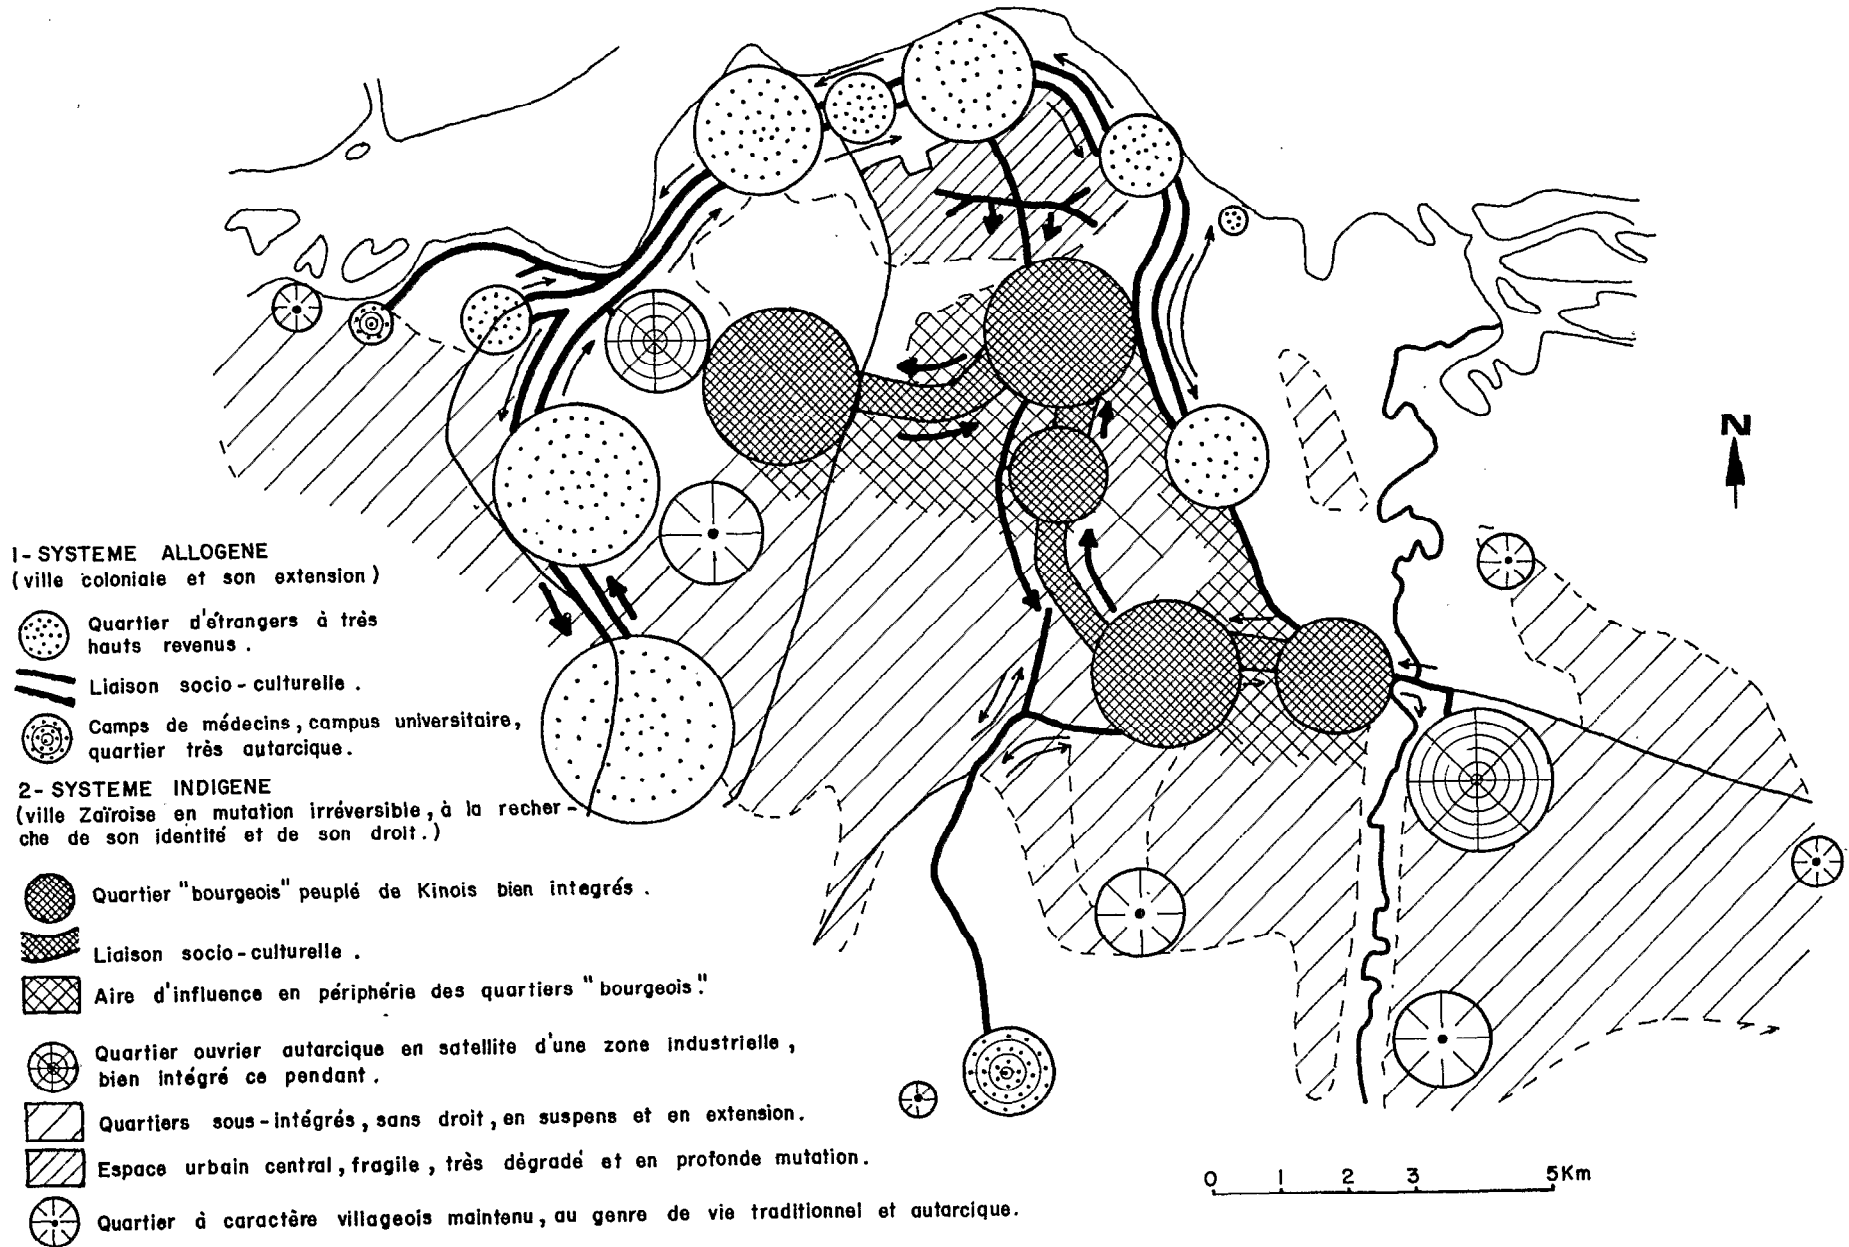 N
1- SYSTEME ALLOGENE
(ville coloniale et son extension)
Quartier d'étrangers à très
hauts revenus.
Liaison socio-culturelle.
Camps de médecins, campus universitaire,
quartier très autarcique.
2- SYSTEME INDIGENE
(ville Zaïroise en mutation irréversible, à la recher-
che de son identité et de son droit.)
Quartier "bourgeois" peuplé de Kinois bien integrés.
Liaison socio-culturelle.
Aire d'influence en périphérie des quartiers "bourgeois".
Quartier ouvrier autarcique en satellite d'une zone industrielle,
bien intégré ce pendant.
Quartiers sous-intégrés, sans droit, en suspens et en extension.
Espace urbain central, fragile, très dégradé et en profonde mutation.
Quartier à caractère villageois maintenu, au genre de vie traditionnel et autarcique.
0 1 2 3 5Km